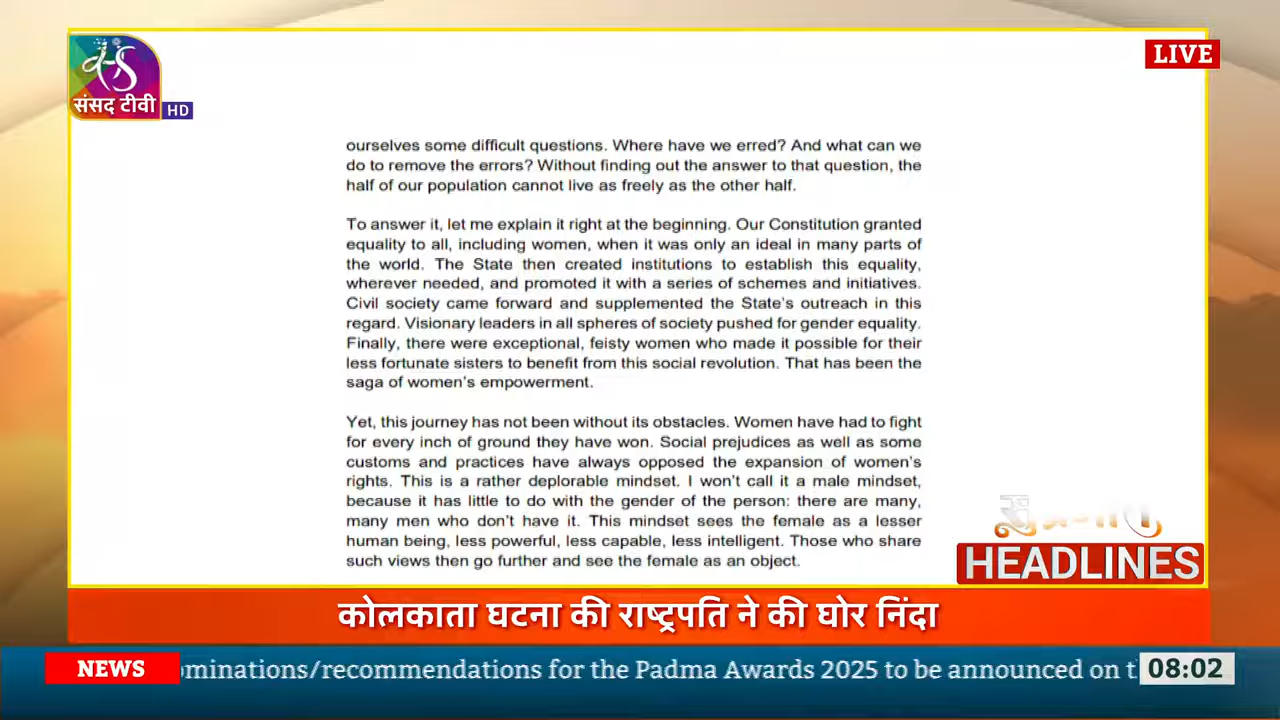 संसद टीवी
HD
LIVE
ourselves some difficult questions. Where have we erred? And what can we
do to remove the errors? Without finding out the answer to that question, the
half of our population cannot live as freely as the other half.
To answer it, let me explain it right at the beginning. Our Constitution granted
equality to all, including women, when it was only an ideal in many parts of
the world. The State then created institutions to establish this equality,
wherever needed, and promoted it with a series of schemes and initiatives.
Civil society came forward and supplemented the State's outreach in this
regard. Visionary leaders in all spheres of society pushed for gender equality.
Finally, there were exceptional, feisty women who made it possible for their
less fortunate sisters to benefit from this social revolution. That has been the
saga of women's empowerment.
Yet, this journey has not been without its obstacles. Women have had to fight
for every inch of ground they have won. Social prejudices as well as some
customs and practices have always opposed the expansion of women's
rights. This is a rather deplorable mindset. I won't call it a male mindset,
because it has little to do with the gender of the person: there are many,
many men who don't have it. This mindset sees the female as a lesser
human being, less powerful, less capable, less intelligent. Those who share
such views then go further and see the female as an object.
HEADLINES
कोलकाता घटना की राष्ट्रपति ने की घोर निंदा
NEWS
ominations/recommendations for the Padma Awards 2025 to be announced on t
08:02